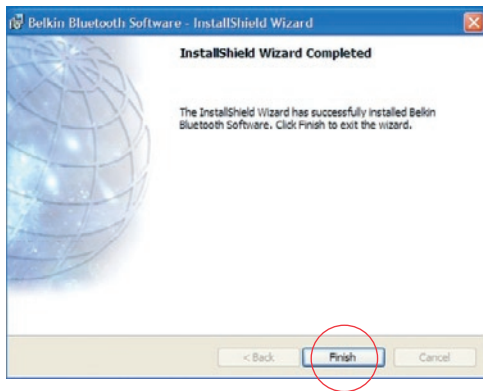 Belkin Bluetooth Software - InstallShield Wizard
InstallShield Wizard Completed
The InstallShield Wizard has successfully installed Belkin
Bluetooth Software. Click Finish to exit the wizard.
< Back
Finish
Cancel